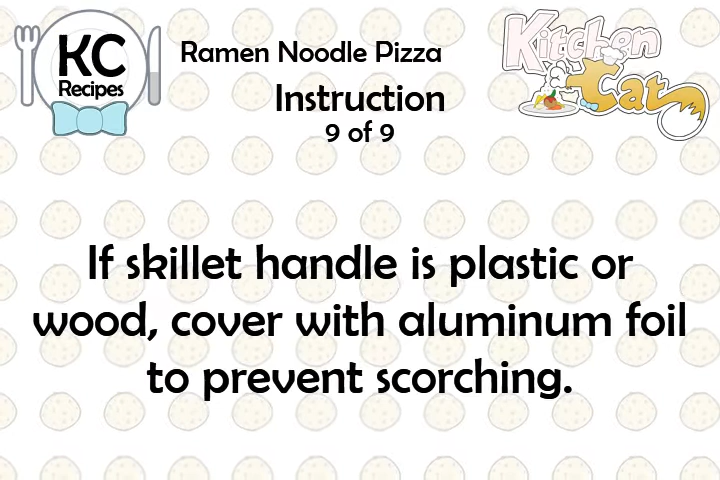 KC
Recipes
Ramen Noodle Pizza
Kitchen
Cat
Instruction
9 of 9
If skillet handle is plastic or
wood, cover with aluminum foil
to prevent scorching.